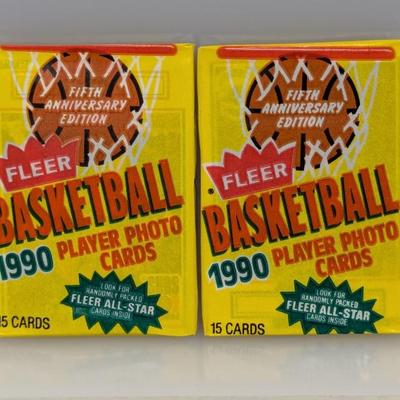 FIFTH
ANNIVERSARY
EDITION
FLEER
BASKETBALL
1990 PLAYER PHOTO
CARDS
LOOK FOR
RANDOMLY PACKED
FLEER ALL-STAR
CARDS INSIDE
15 CARDS
FIFTH
ANNIVERSARY
EDITION
FLEER
BASKETBALL
1990 PLAYER PHOTO
CARDS
LOOK FOR
RANDOMLY PACKED
FLEER ALL-STAR
CARDS INSIDE
15 CARDS